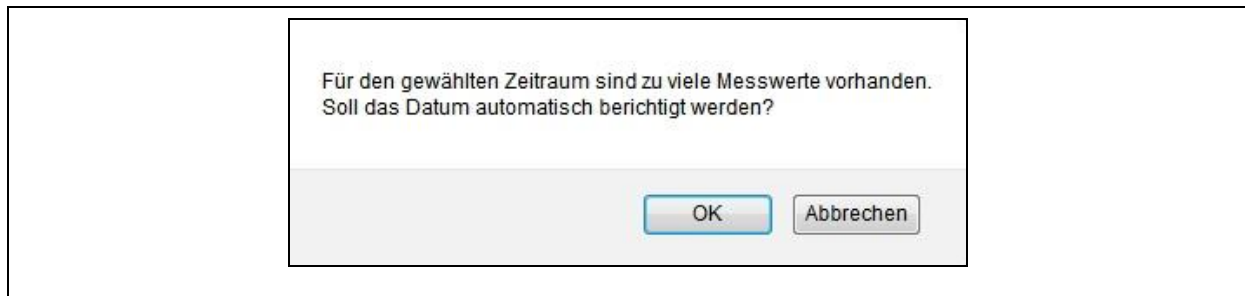 Für den gewählten Zeitraum sind zu viele Messwerte vorhanden.
Soll das Datum automatisch berichtigt werden?
OK Abbrechen